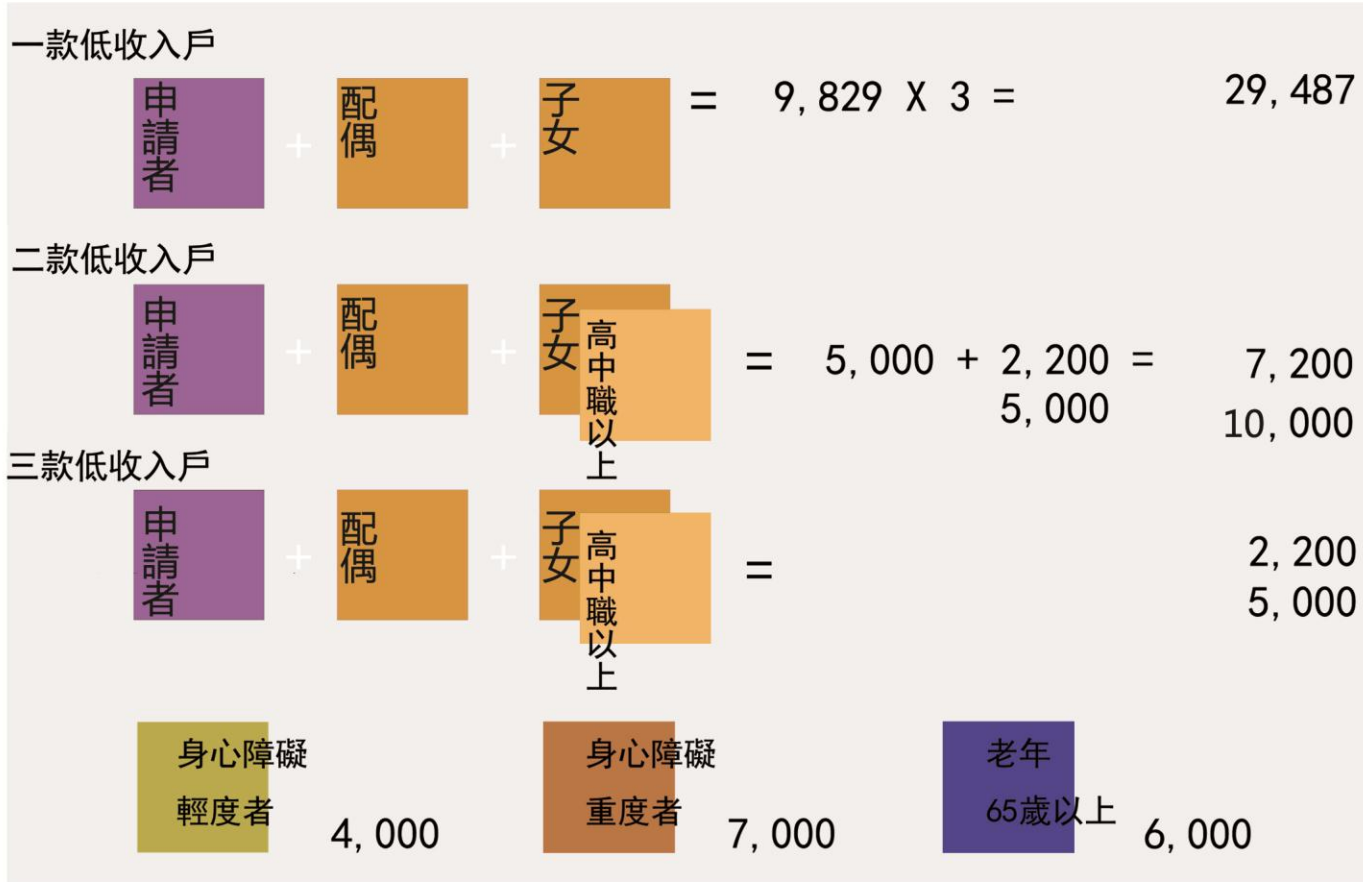 一款低收入戶
申請者 + 配偶 + 子女 = 9,829 X 3 = 29,487
二款低收入戶
申請者 + 配偶 + 子女 高中職以上 = 5,000 + 2,200 = 7,200
5,000 10,000
三款低收入戶
申請者 + 配偶 + 子女 高中職以上 = 2,200
5,000
身心障礙 身心障礙 老年
輕度者 4,000 重度者 7,000 65歲以上 6,000